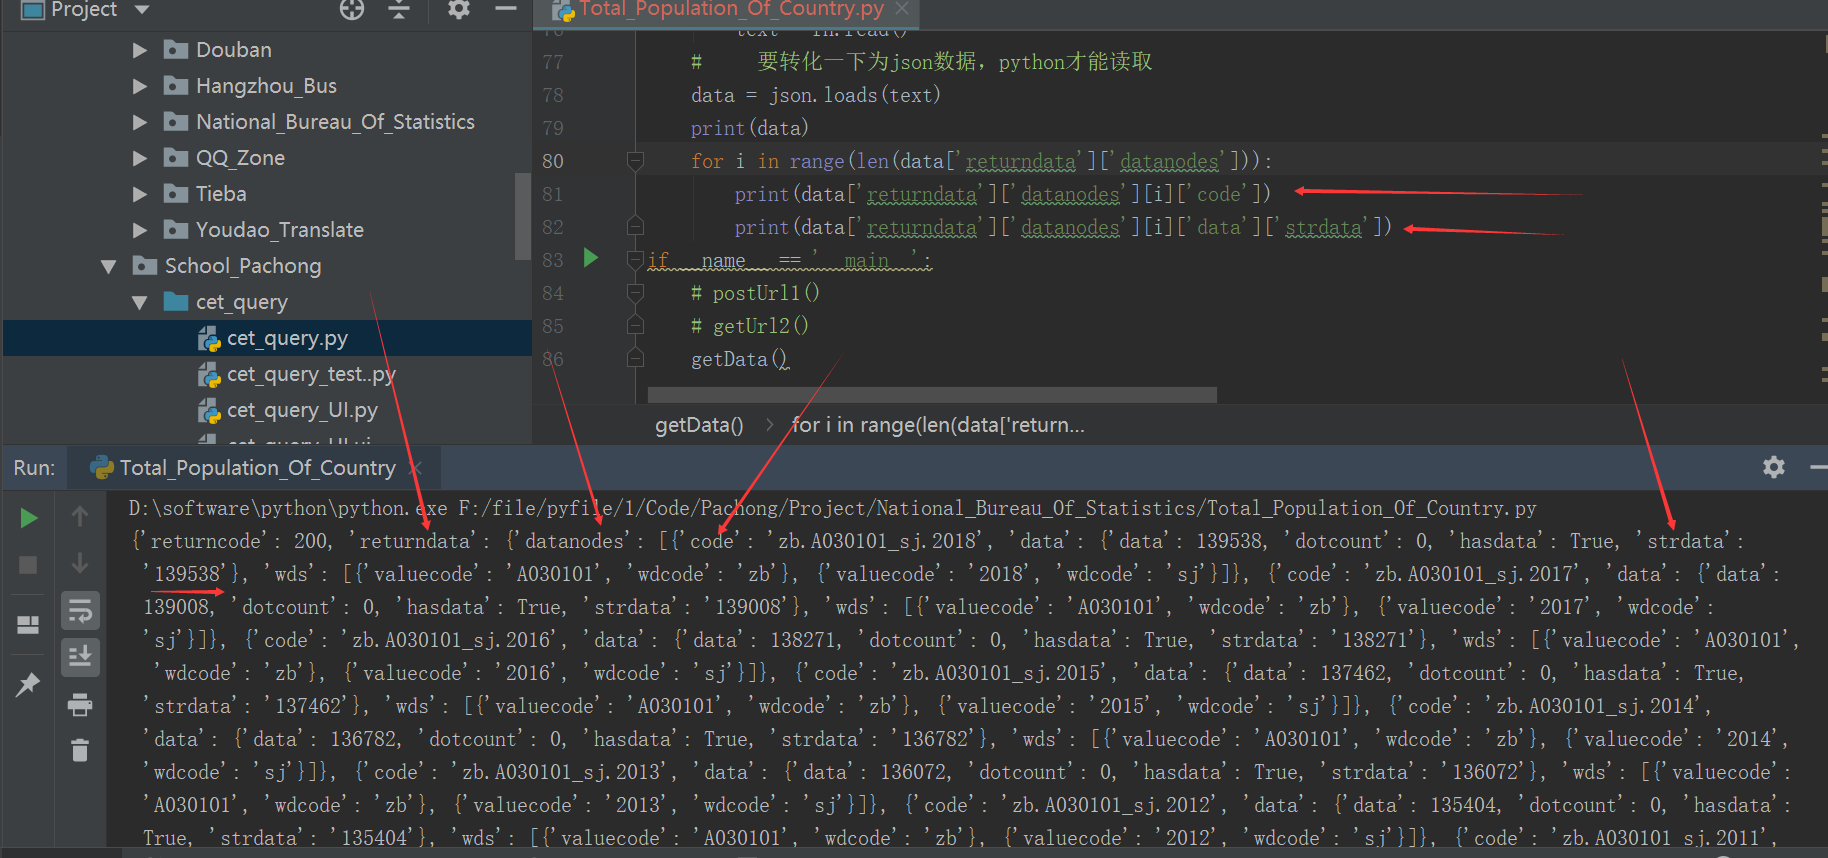 Project
Total_Population_Of_Country.py
Douban
Hangzhou_Bus
National_Bureau_Of_Statistics
QQ_Zone
Tieba
Youdao_Translate
School_Pachong
cet_query
cet_query.py
cet_query_test..py
cet_query_UI.py
77 # 要转化一下为json数据，python才能读取
78 data = json.loads(text)
79 print(data)
80 for i in range(len(data['returndata']['datanodes'])):
81 print(data['returndata']['datanodes'][i]['code'])
82 print(data['returndata']['datanodes'][i]['data']['strdata'])
83 if __name__ == '__main__':
84 # postUrl1()
85 # getUrl2()
86 getData()
getData() > for i in range(len(data['return...
Run: Total_Population_Of_Country
D:\software\python\python.exe F:/file/pyfile/1/Code/Pachong/Project/National_Bureau_Of_Statistics/Total_Population_Of_Country.py
{'returncode': 200, 'returndata': {'datanodes': [{'code': 'zb.A030101_sj.2018', 'data': {'data': 139538, 'dotcount': 0, 'hasdata': True, 'strdata':
'139538'}, 'wds': [{'valuecode': 'A030101', 'wdcode': 'zb'}, {'valuecode': '2018', 'wdcode': 'sj'}]}, {'code': 'zb.A030101_sj.2017', 'data': {'data':
139008, 'dotcount': 0, 'hasdata': True, 'strdata': '139008'}, 'wds': [{'valuecode': 'A030101', 'wdcode': 'zb'}, {'valuecode': '2017', 'wdcode':
'sj'}]}, {'code': 'zb.A030101_sj.2016', 'data': {'data': 138271, 'dotcount': 0, 'hasdata': True, 'strdata': '138271'}, 'wds': [{'valuecode': 'A030101',
'wdcode': 'zb'}, {'valuecode': '2016', 'wdcode': 'sj'}]}, {'code': 'zb.A030101_sj.2015', 'data': {'data': 137462, 'dotcount': 0, 'hasdata': True,
'strdata': '137462'}, 'wds': [{'valuecode': 'A030101', 'wdcode': 'zb'}, {'valuecode': '2015', 'wdcode': 'sj'}]}, {'code': 'zb.A030101_sj.2014',
'data': {'data': 136782, 'dotcount': 0, 'hasdata': True, 'strdata': '136782'}, 'wds': [{'valuecode': 'A030101', 'wdcode': 'zb'}, {'valuecode': '2014',
'wdcode': 'sj'}]}, {'code': 'zb.A030101_sj.2013', 'data': {'data': 136072, 'dotcount': 0, 'hasdata': True, 'strdata': '136072'}, 'wds': [{'valuecode':
'A030101', 'wdcode': 'zb'}, {'valuecode': '2013', 'wdcode': 'sj'}]}, {'code': 'zb.A030101_sj.2012', 'data': {'data': 135404, 'dotcount': 0, 'hasdata':
True, 'strdata': '135404'}, 'wds': [{'valuecode': 'A030101', 'wdcode': 'zb'}, {'valuecode': '2012', 'wdcode': 'sj'}]}, {'code': 'zb.A030101_sj.2011',